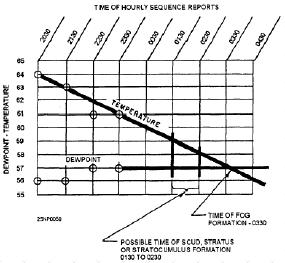 TIME OF HOURLY SEQUENCE REPORTS
2030 2130 2230 2330 0030 0130 0230 0330 0430
DEWPOINT - TEMPERATURE
65
64
63
62
61
60
59
58
57
56
55
TEMPERATURE
DEWPOINT
TIME OF FOG
FORMATION - 0330
POSSIBLE TIME OF SCUD, STRATUS
OR STRATOCUMULUS FORMATION
0130 TO 0230